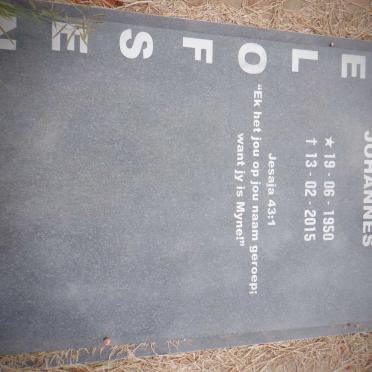 JOHANNES
★ 19 - 06 - 1950
† 13 - 02 - 2015
Jesaja 43:1
“Ek het jou op jou naam geroep;
want jy is Myne!”
ELOFSE